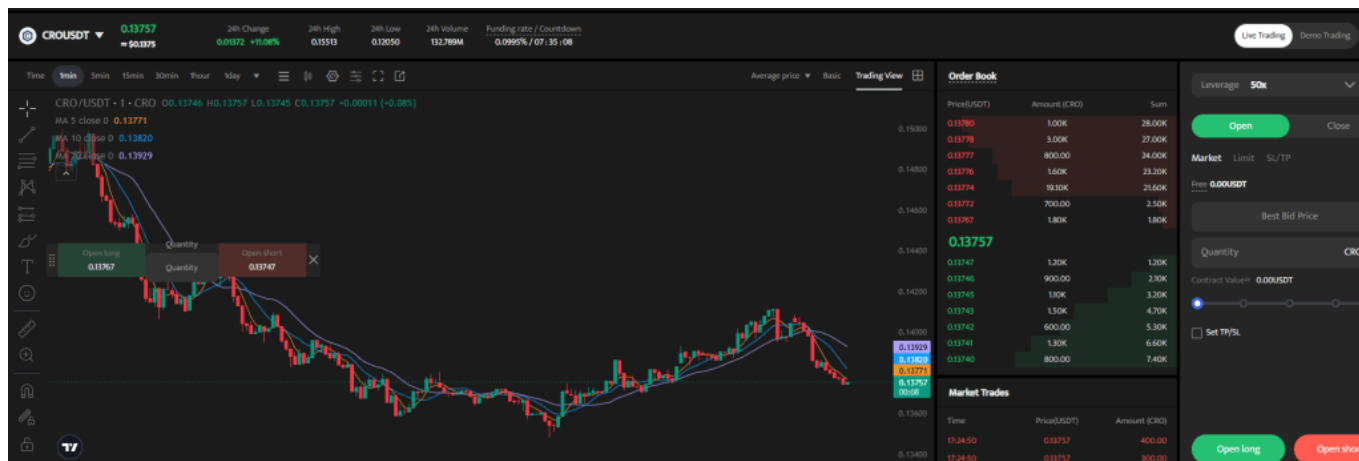 CROUSDT
0.13757
≈ $0.1375
24h Change
0.01372 +11.08%
24h High
0.15513
24h Low
0.12050
24h Volume
132.789M
Funding rate / Countdown
0.0995% / 07 : 35 : 08
Live Trading
Demo Trading
Time 1min 5min 15min 30min 1hour 1day
Average price Basic Trading View
CRO/USDT · 1 · CRO O0.13746 H0.13757 L0.13745 C0.13757 +0.00011 (+0.08%)
MA 5 close 0 0.13771
MA 10 close 0 0.13820
MA 20 close 0 0.13929
Open long
0.13767
Quantity
Quantity
Open short
0.13747
0.15000
0.14800
0.14600
0.14400
0.14200
0.14000
0.13929
0.13820
0.13771
0.13757
00:08
0.13600
0.13400
Order Book
Price(USDT) Amount (CRO) Sum
0.13780 1.00K 28.00K
0.13778 3.00K 27.00K
0.13777 800.00 24.00K
0.13776 1.60K 23.20K
0.13774 19.10K 21.60K
0.13772 700.00 2.50K
0.13767 1.80K 1.80K
0.13757
0.13747 1.20K 1.20K
0.13746 900.00 2.10K
0.13745 1.10K 3.20K
0.13743 1.50K 4.70K
0.13742 600.00 5.30K
0.13741 1.30K 6.60K
0.13740 800.00 7.40K
Market Trades
Time Price(USDT) Amount (CRO)
17:24:50 0.13757 400.00
17:24:50 0.13757 300.00
Leverage 50x
Open Close
Market Limit SL/TP
Free 0.00USDT
Best Bid Price
Quantity CRO
Contract Value≈ 0.00USDT
Set TP/SL
Open long Open shor